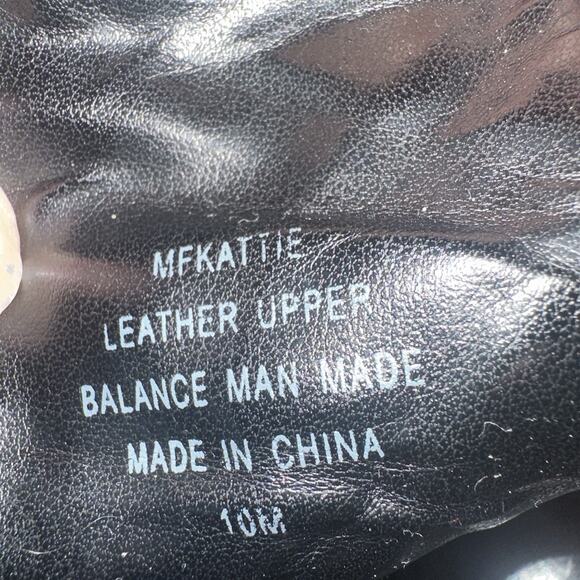 MFKATTIE
LEATHER UPPER
BALANCE MAN MADE
MADE IN CHINA
10M